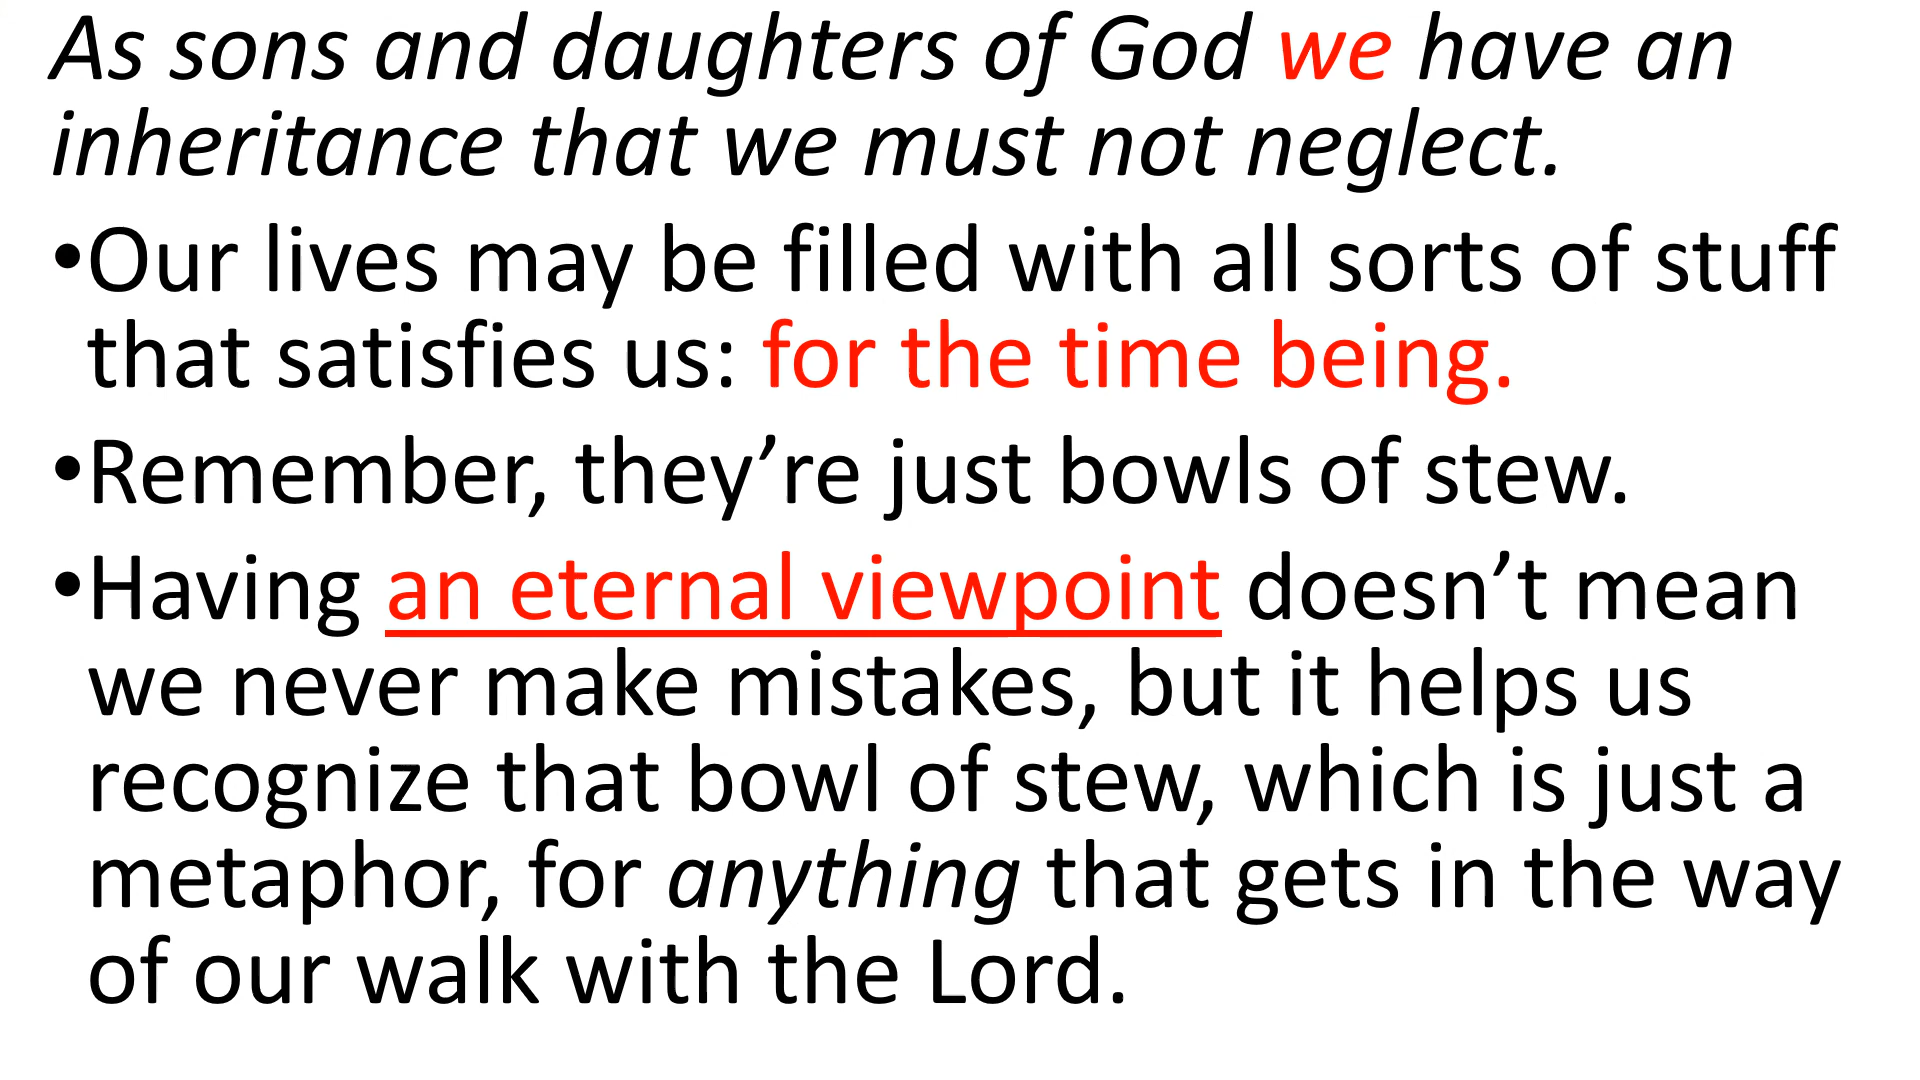 As sons and daughters of God we have an
inheritance that we must not neglect.
•Our lives may be filled with all sorts of stuff
that satisfies us: for the time being.
•Remember, they’re just bowls of stew.
•Having an eternal viewpoint doesn’t mean
we never make mistakes, but it helps us
recognize that bowl of stew, which is just a
metaphor, for anything that gets in the way
of our walk with the Lord.